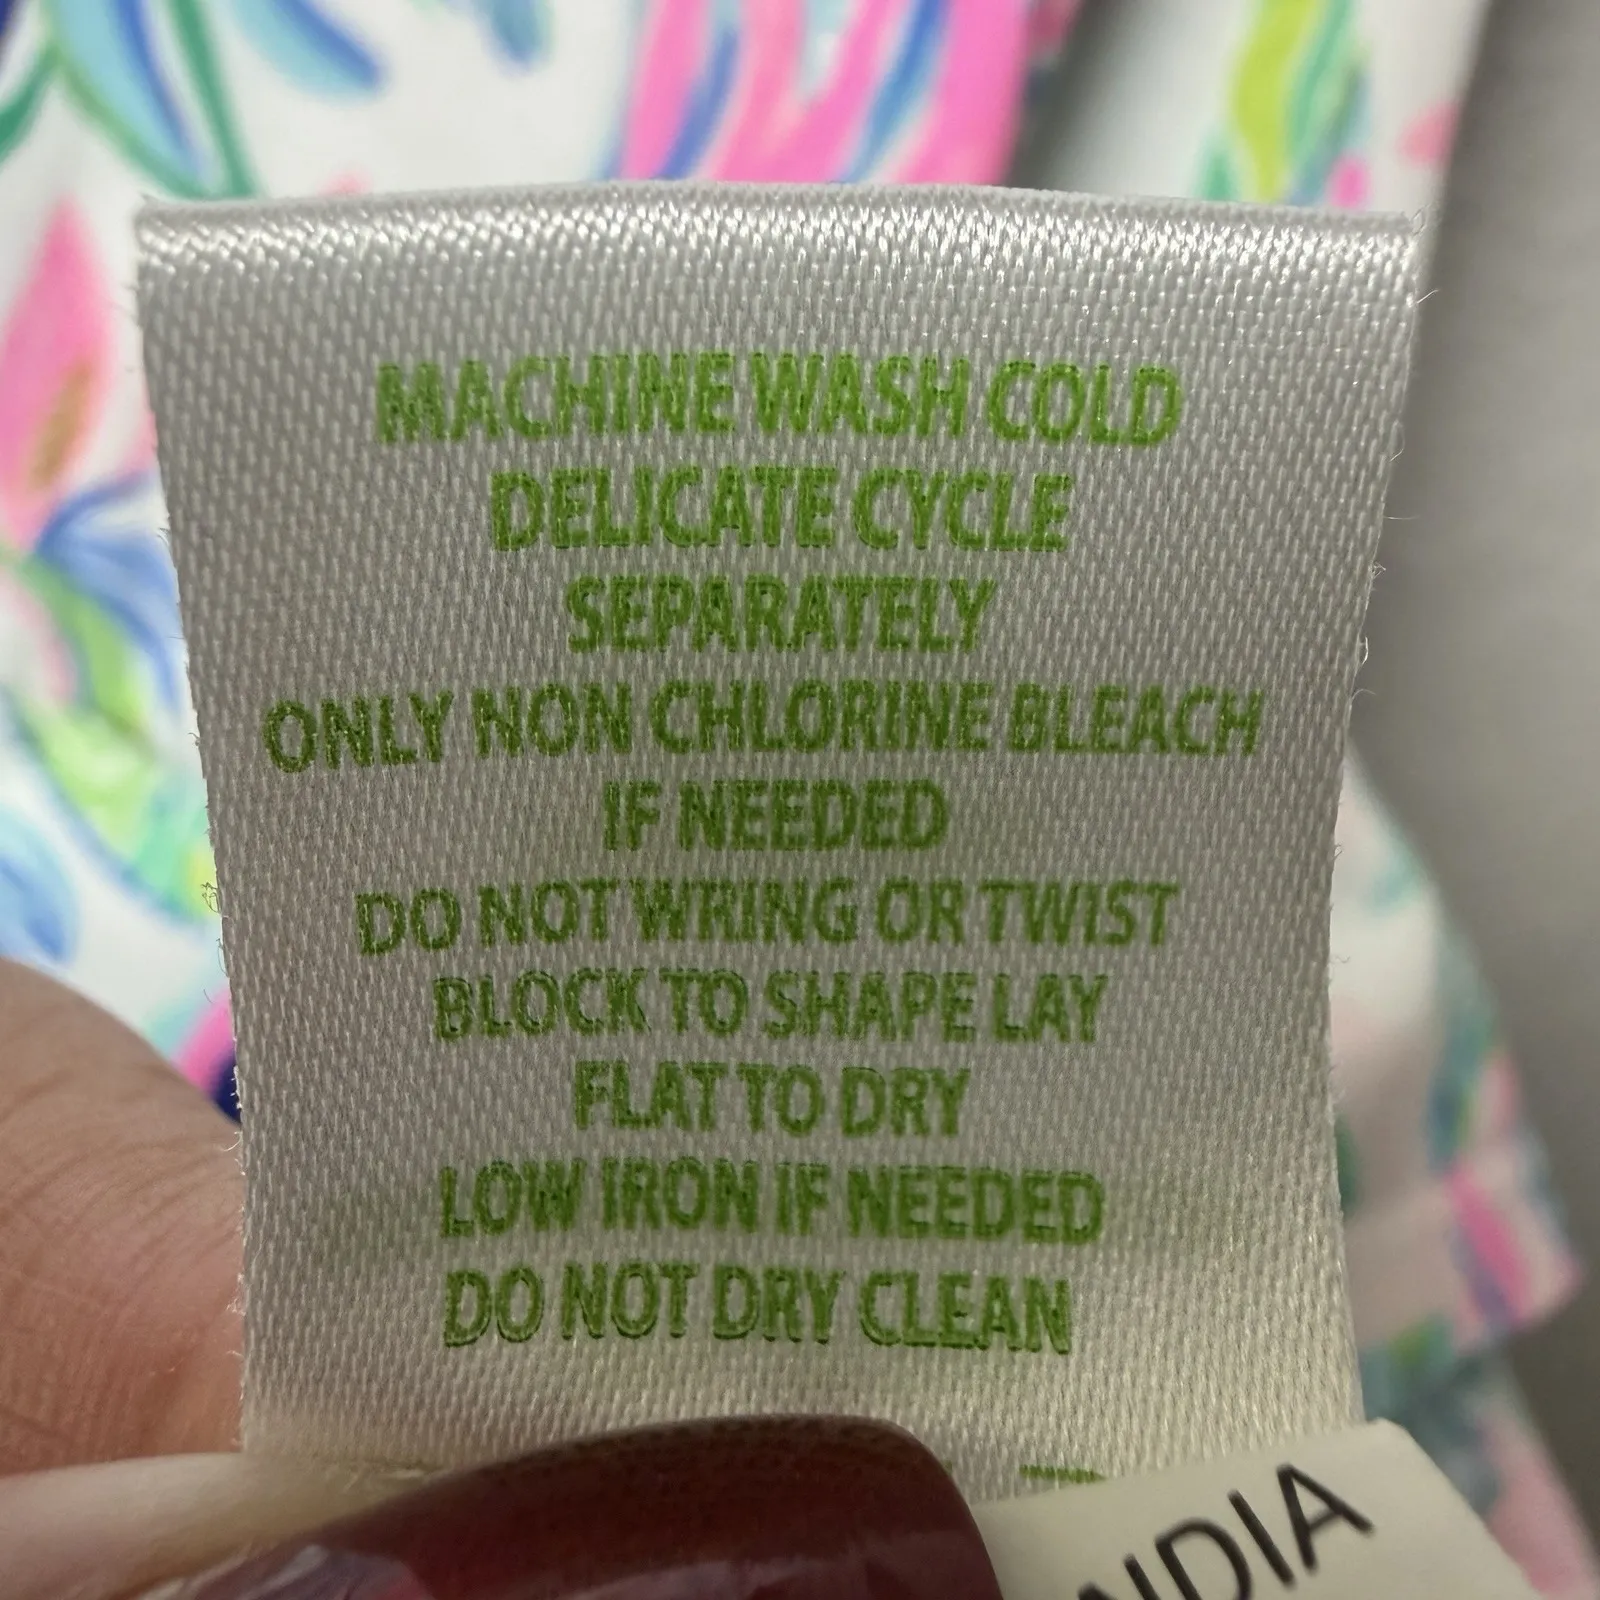 MACHINE WASH COLD
DELICATE CYCLE
SEPARATELY
ONLY NON CHLORINE BLEACH
IF NEEDED
DO NOT WRING OR TWIST
BLOCK TO SHAPE LAY
FLAT TO DRY
LOW IRON IF NEEDED
DO NOT DRY CLEAN